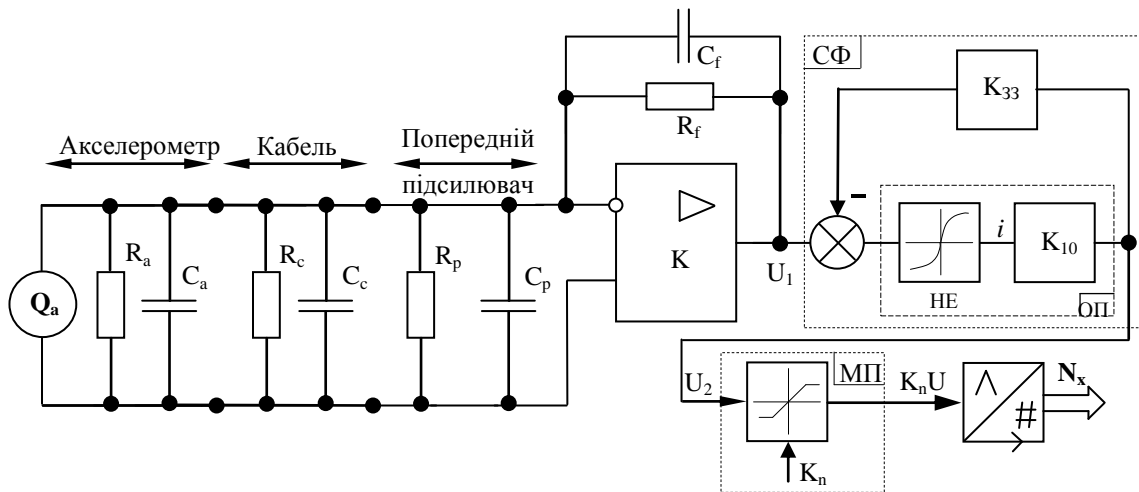 C_f
СФ
K_33
R_f
Акселерометр
Кабель
Попередній
підсилювач
R_a
C_a
R_c
C_c
R_p
C_p
Q_a
K
U_1
НЕ
i
K_10
ОП
U_2
МП
K_nU
N_x
#
K_n